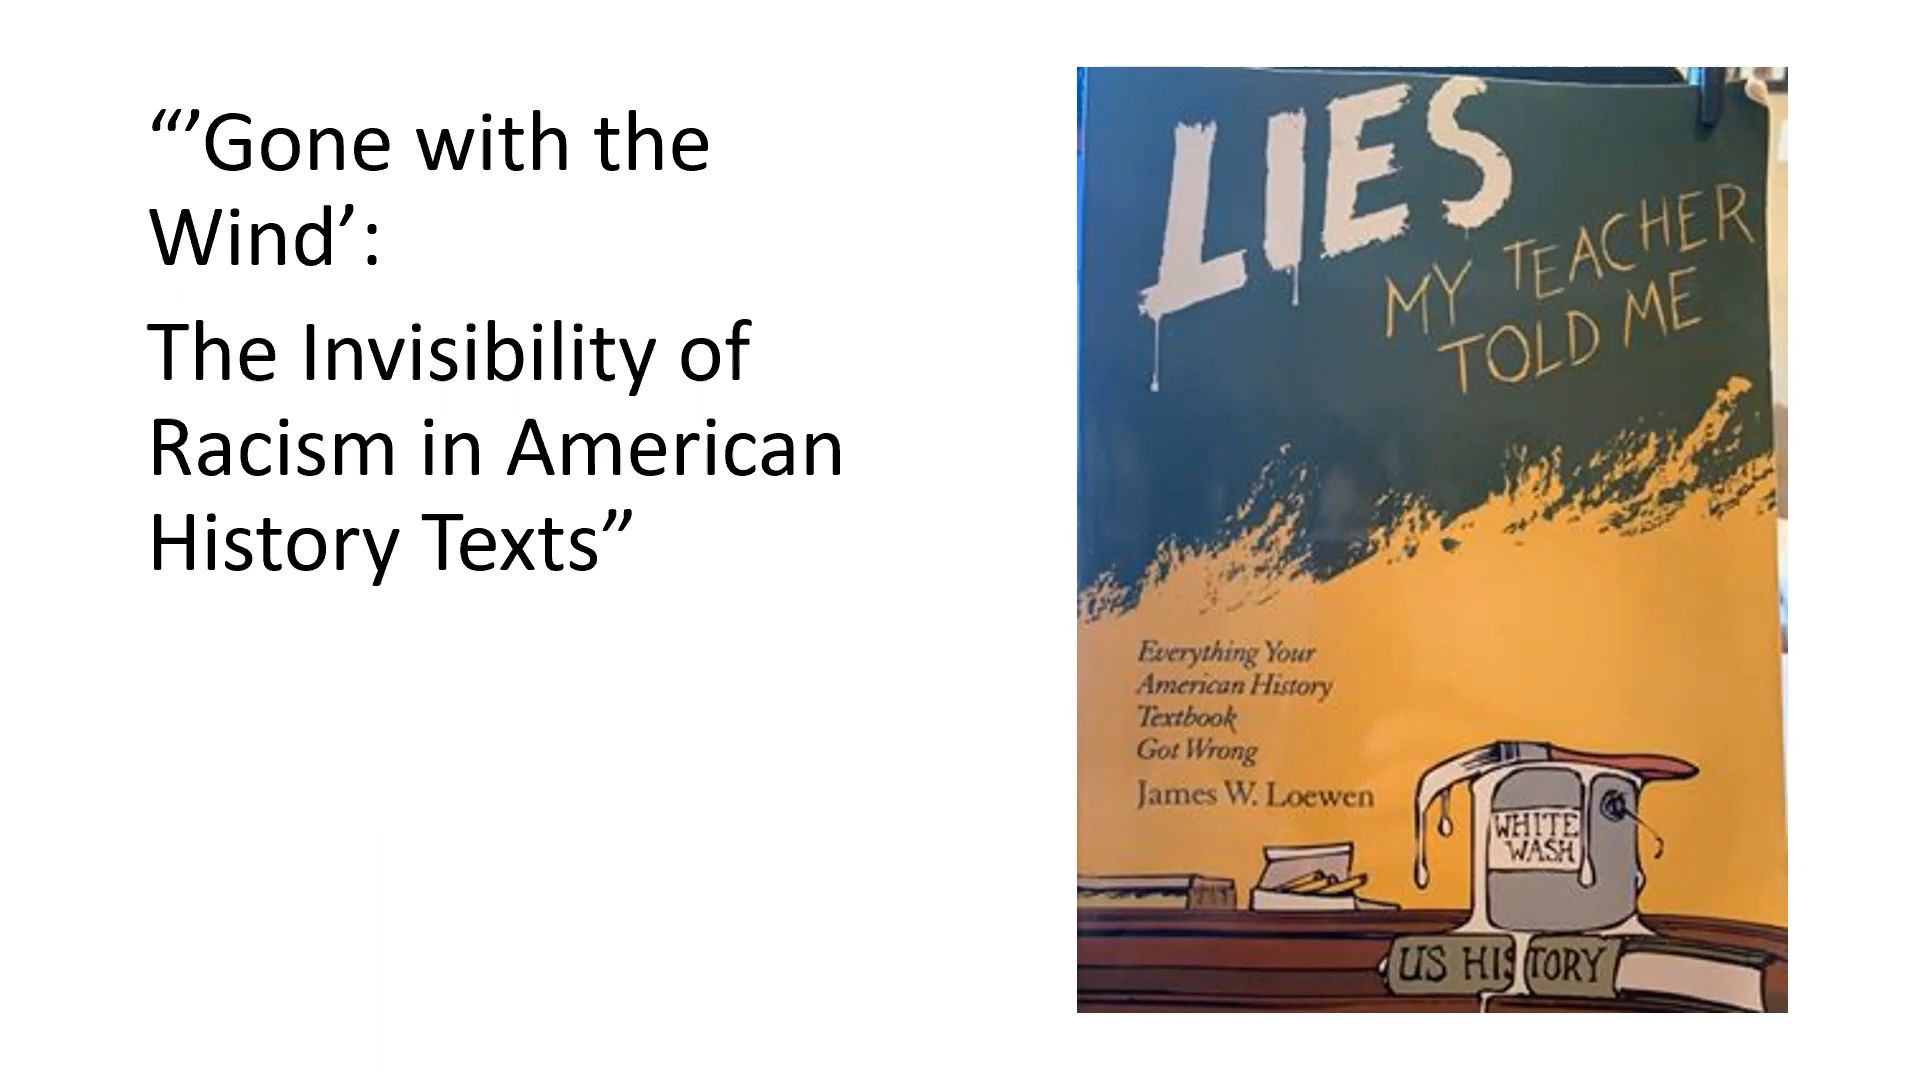 “’Gone with the
Wind’:
The Invisibility of
Racism in American
History Texts”
LIES
MY TEACHER
TOLD ME
Everything Your
American History
Textbook
Got Wrong
James W. Loewen
WHITE
WASH
US HISTORY